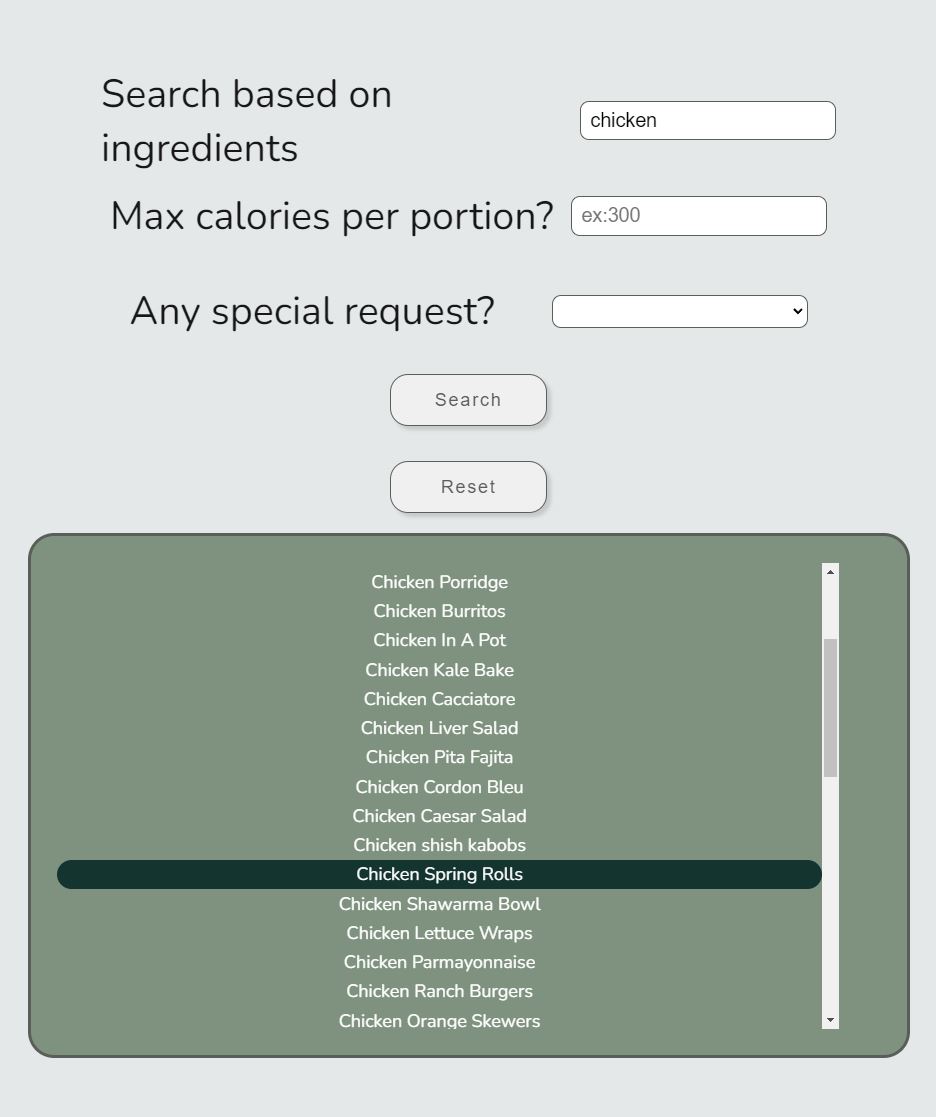 Search based on
ingredients
chicken
Max calories per portion?
ex:300
Any special request?
Search
Reset
Chicken Porridge
Chicken Burritos
Chicken In A Pot
Chicken Kale Bake
Chicken Cacciatore
Chicken Liver Salad
Chicken Pita Fajita
Chicken Cordon Bleu
Chicken Caesar Salad
Chicken shish kabobs
Chicken Spring Rolls
Chicken Shawarma Bowl
Chicken Lettuce Wraps
Chicken Parmayonnaise
Chicken Ranch Burgers
Chicken Orange Skewers